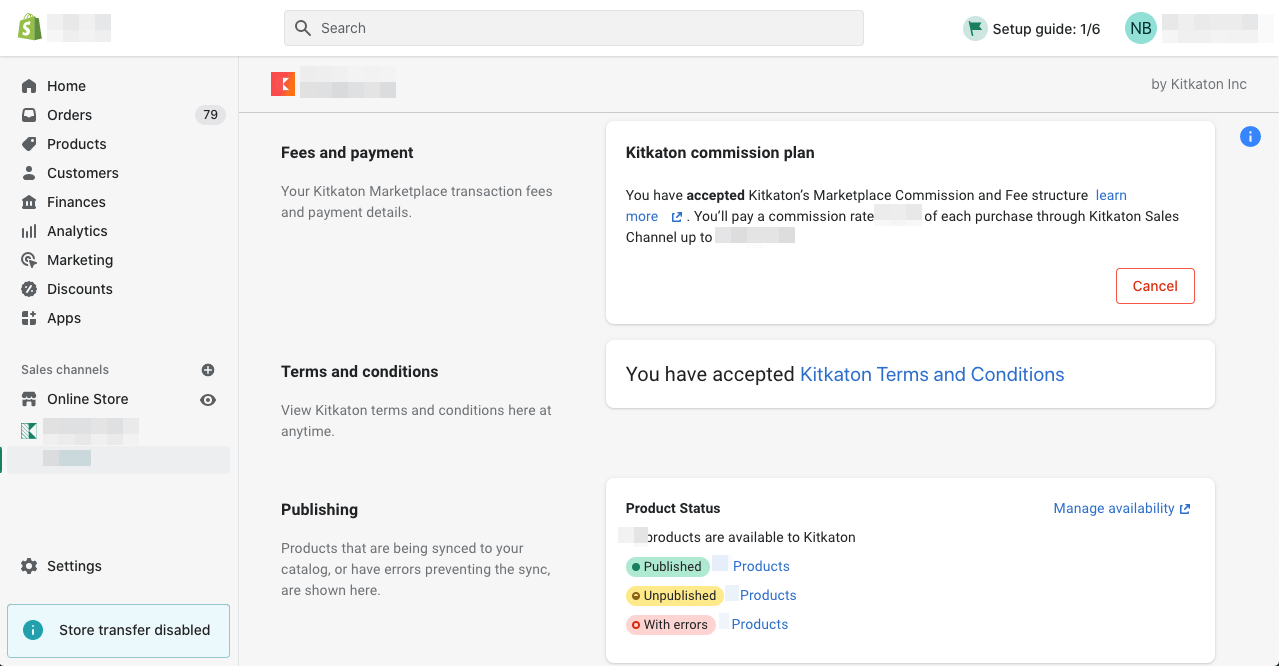 Search
Setup guide: 1/6
NB
Home
Orders
79
Products
Customers
Finances
Analytics
Marketing
Discounts
Apps
Sales channels
Online Store
Settings
Store transfer disabled
by Kitkaton Inc
Fees and payment
Your Kitkaton Marketplace transaction fees
and payment details.
Kitkaton commission plan
You have accepted Kitkaton’s Marketplace Commission and Fee structure learn
more . You’ll pay a commission rate of each purchase through Kitkaton Sales
Channel up to
Cancel
Terms and conditions
View Kitkaton terms and conditions here at
anytime.
You have accepted Kitkaton Terms and Conditions
Publishing
Products that are being synced to your
catalog, or have errors preventing the sync,
are shown here.
Product Status
Manage availability
products are available to Kitkaton
Published Products
Unpublished Products
With errors Products